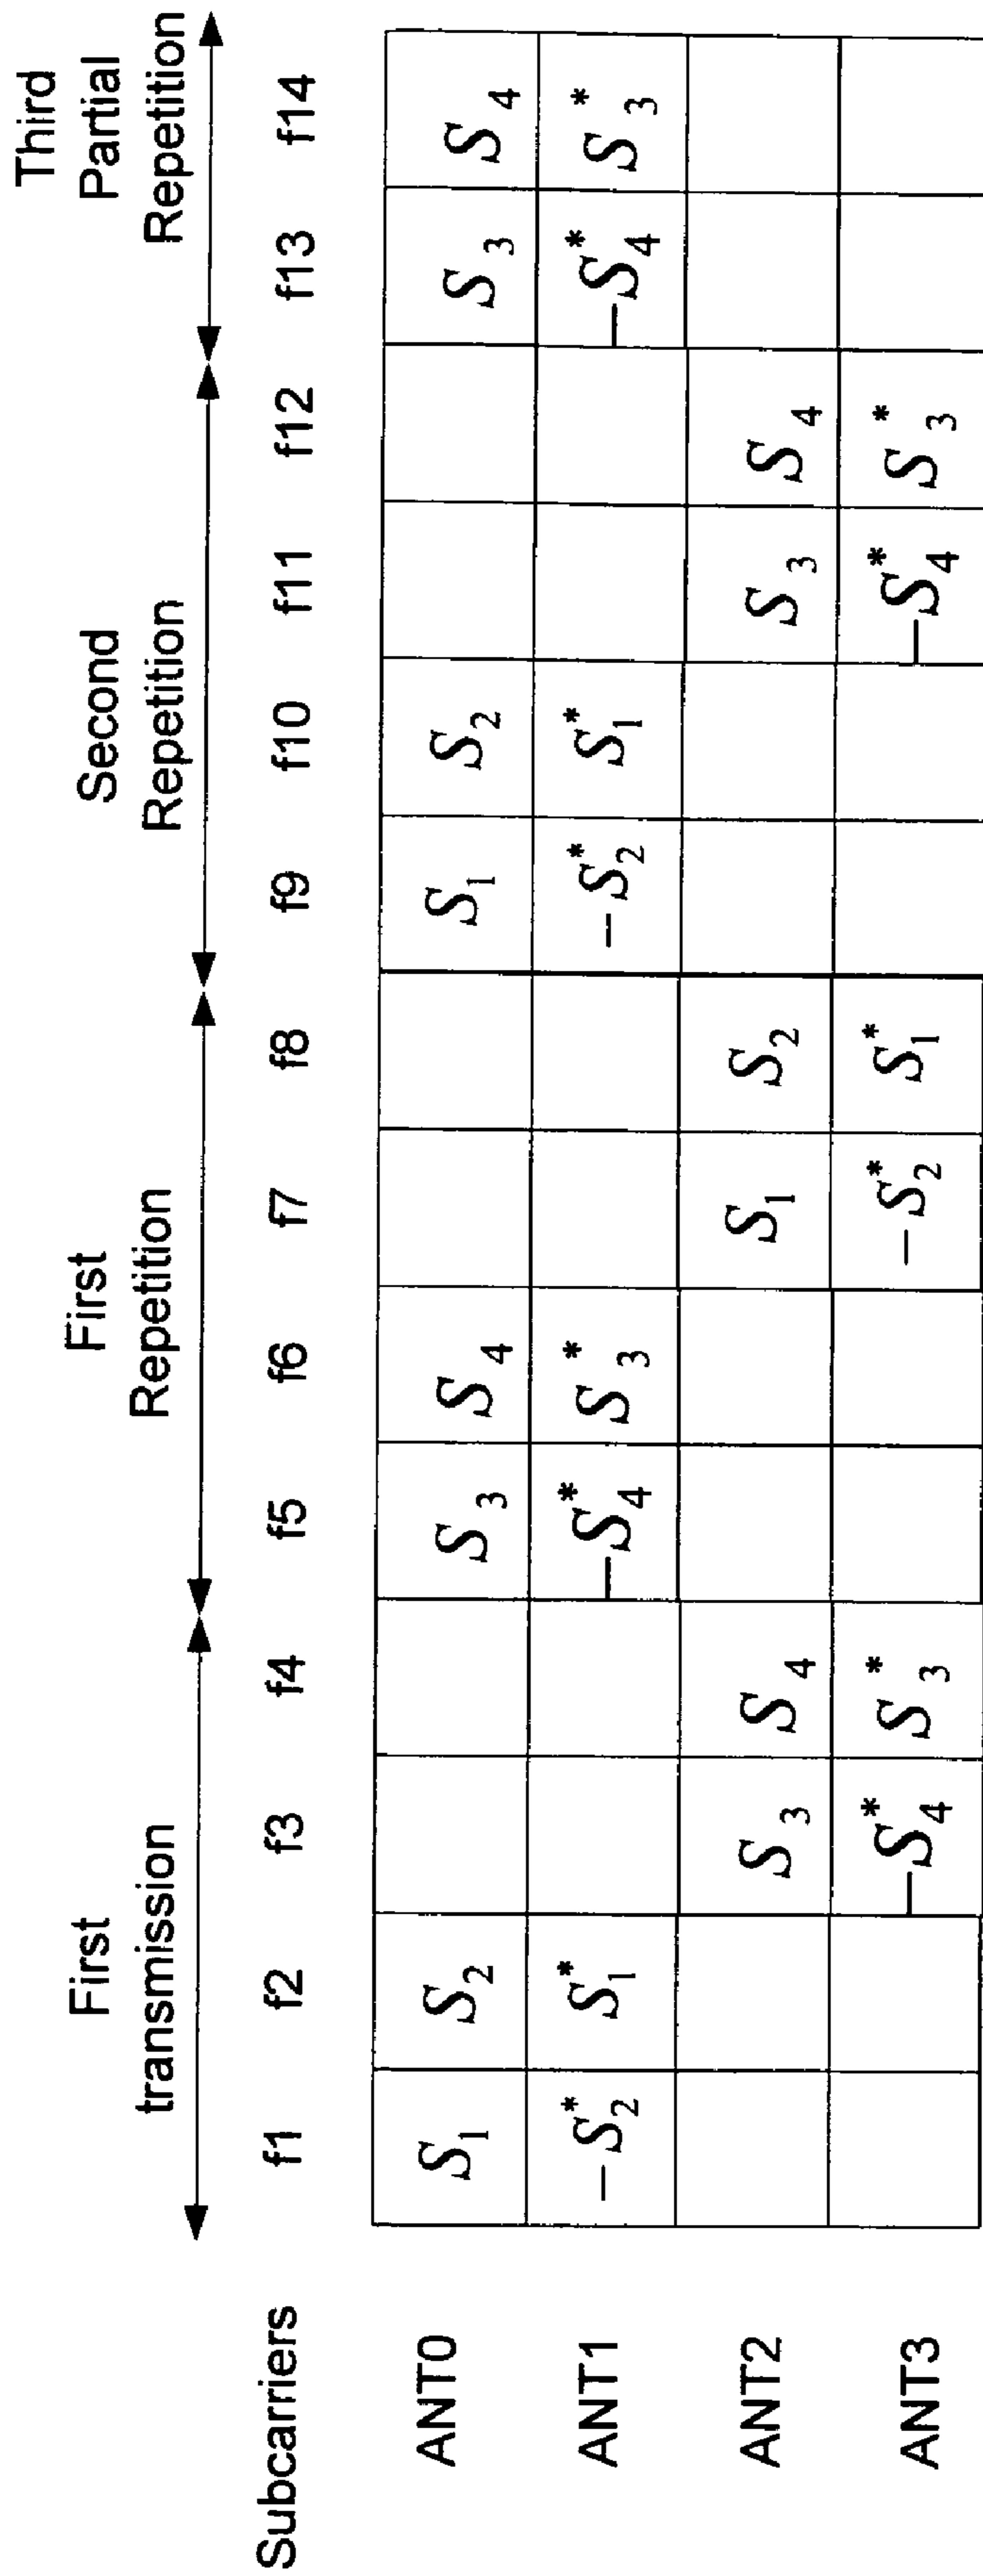 First transmission
First Repetition
Second Repetition
Third Partial Repetition
Subcarriers f1 f2 f3 f4 f5 f6 f7 f8 f9 f10 f11 f12 f13 f14
ANT0 S₁ S₂ S₃ S₄ S₁ S₂ S₃ S₄
ANT1 –S₂* S₁* –S₄* S₃* –S₂* S₁* –S₄* S₃*
ANT2 S₃ S₄ S₁ S₂ S₃ S₄
ANT3 –S₄* S₃* –S₂* S₁* –S₄* S₃*